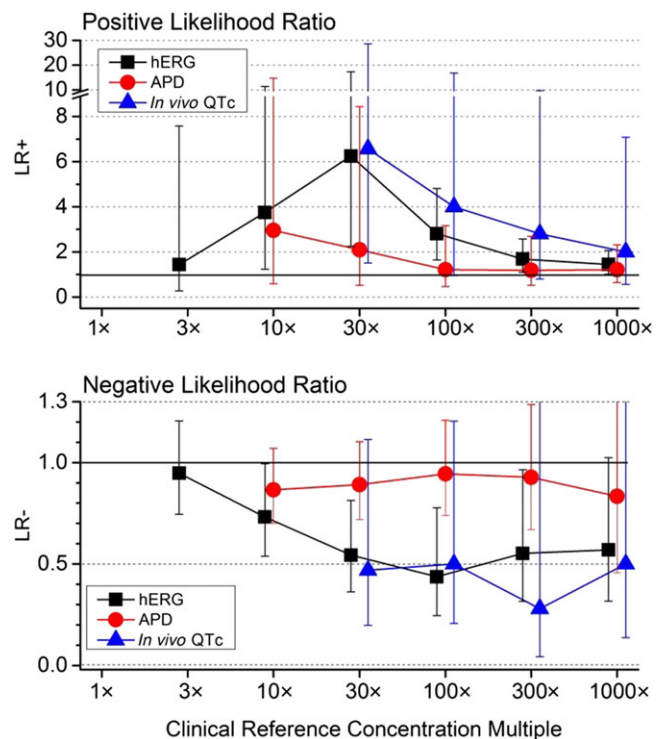 Positive Likelihood Ratio
30
20
10
8
6
4
2
0
LR+
hERG
APD
In vivo QTc
1× 3× 10× 30× 100× 300× 1000×
Negative Likelihood Ratio
1.3
1.0
0.5
0.0
LR-
hERG
APD
In vivo QTc
1× 3× 10× 30× 100× 300× 1000×
Clinical Reference Concentration Multiple